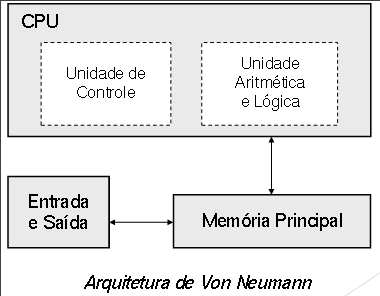 CPU
Unidade de
Controle
Unidade
Aritmética
e Lógica
Entrada
e Saída
Memória Principal
Arquitetura de Von Neumann